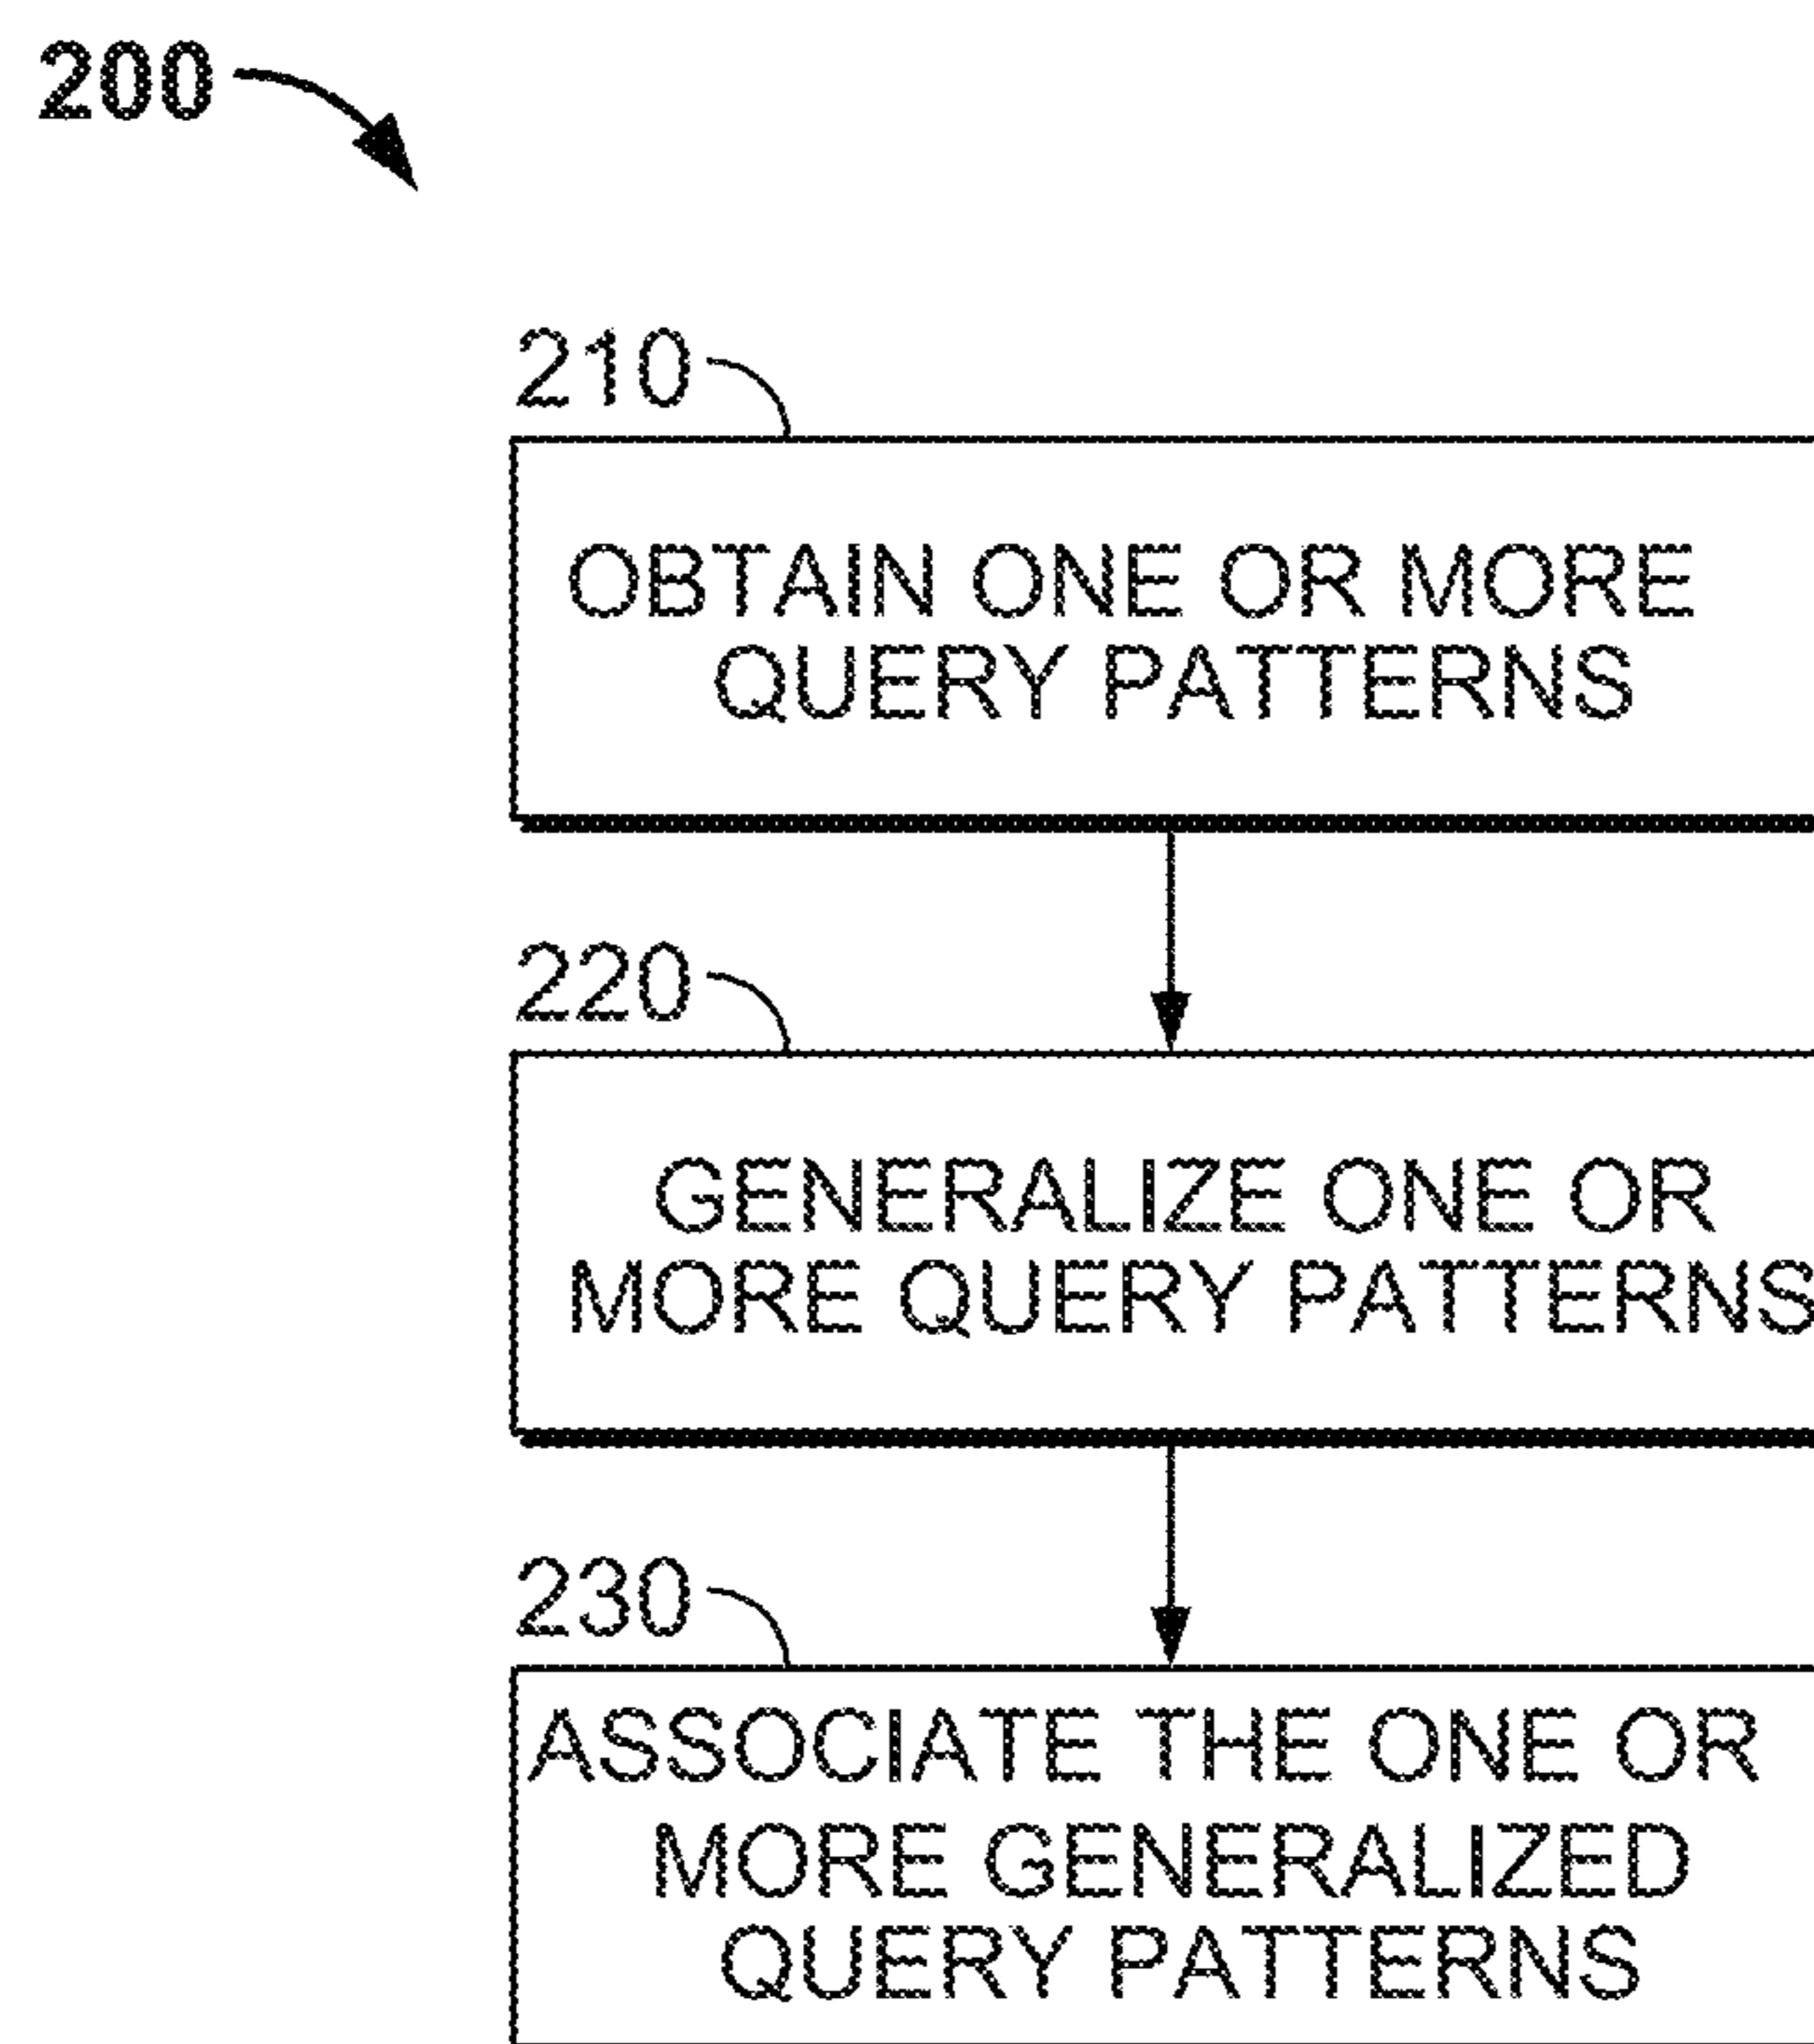 200
210
OBTAIN ONE OR MORE
QUERY PATTERNS
220
GENERALIZE ONE OR
MORE QUERY PATTERNS
230
ASSOCIATE THE ONE OR
MORE GENERALIZED
QUERY PATTERNS